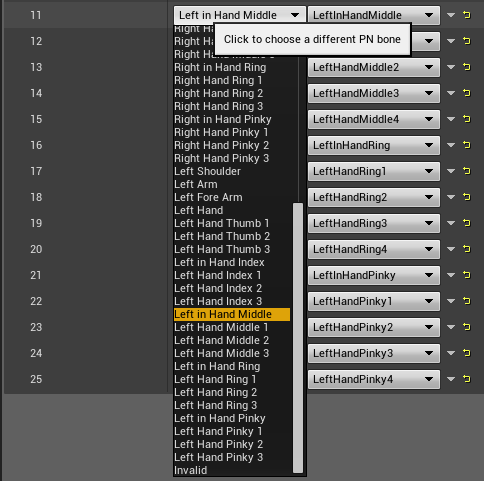 11 Left in Hand Middle LeftInHandMiddle
Click to choose a different PN bone
12
13
14
15
16
17
18
19
20
21
22
23
24
25
Right Hand
Right
Right
Right in Hand Ring
Right Hand Ring 1
Right Hand Ring 2
Right Hand Ring 3
Right in Hand Pinky
Right Hand Pinky 1
Right Hand Pinky 2
Right Hand Pinky 3
Left Shoulder
Left Arm
Left Fore Arm
Left Hand
Left Hand Thumb 1
Left Hand Thumb 2
Left Hand Thumb 3
Left in Hand Index
Left Hand Index 1
Left Hand Index 2
Left Hand Index 3
Left in Hand Middle
Left Hand Middle 1
Left Hand Middle 2
Left Hand Middle 3
Left in Hand Ring
Left Hand Ring 1
Left Hand Ring 2
Left Hand Ring 3
Left in Hand Pinky
Left Hand Pinky 1
Left Hand Pinky 2
Left Hand Pinky 3
Invalid
LeftHandMiddle2
LeftHandMiddle3
LeftHandMiddle4
LeftInHandRing
LeftHandRing1
LeftHandRing2
LeftHandRing3
LeftHandRing4
LeftInHandPinky
LeftHandPinky1
LeftHandPinky2
LeftHandPinky3
LeftHandPinky4